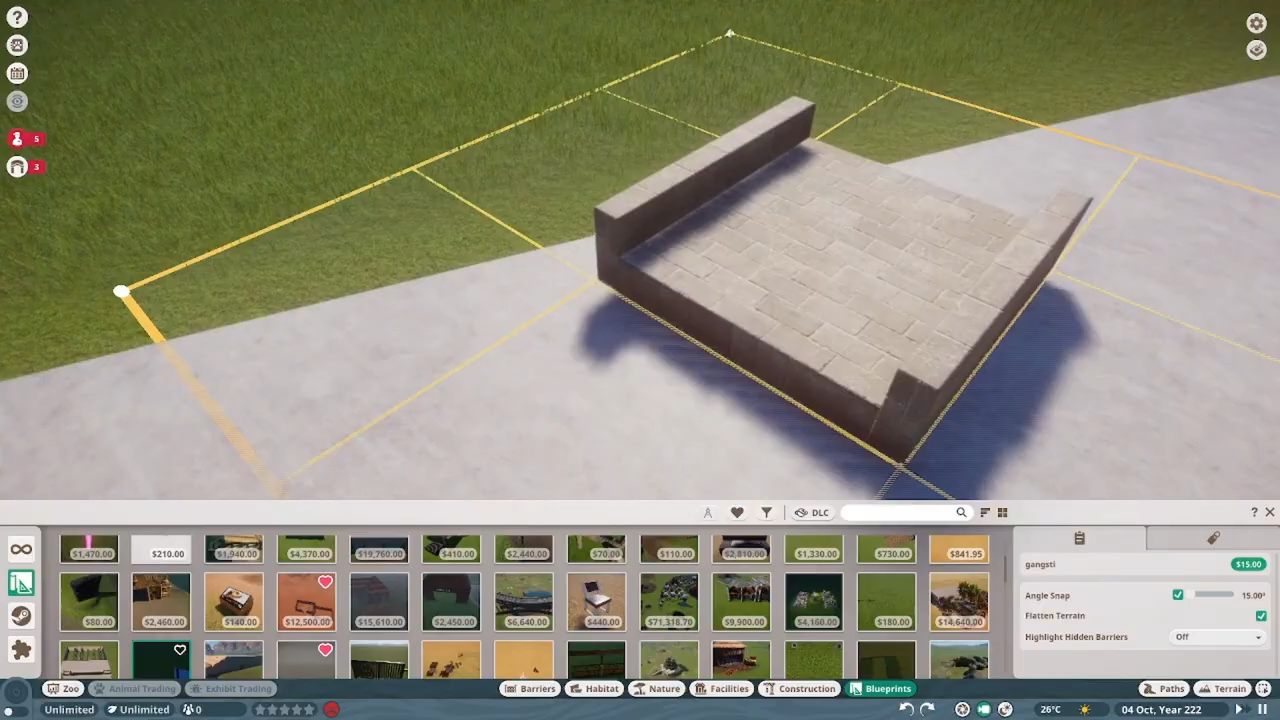 ?
5
3
DLC
?
$1,470.00 $210.00 $1,940.00 $4,370.00 $19,760.00 $410.00 $2,440.00 $70.00 $110.00 $2,810.00 $1,330.00 $730.00 $841.95
$80.00 $2,460.00 $140.00 $12,500.00 $15,610.00 $2,450.00 $6,640.00 $440.00 $71,318.70 $9,900.00 $4,160.00 $180.00 $14,640.00
gangsti $15.00
Angle Snap 15.00°
Flatten Terrain
Highlight Hidden Barriers Off
Zoo Animal Trading Exhibit Trading Barriers Habitat Nature Facilities Construction Blueprints Paths Terrain
Unlimited Unlimited 0 26°C 04 Oct, Year 222